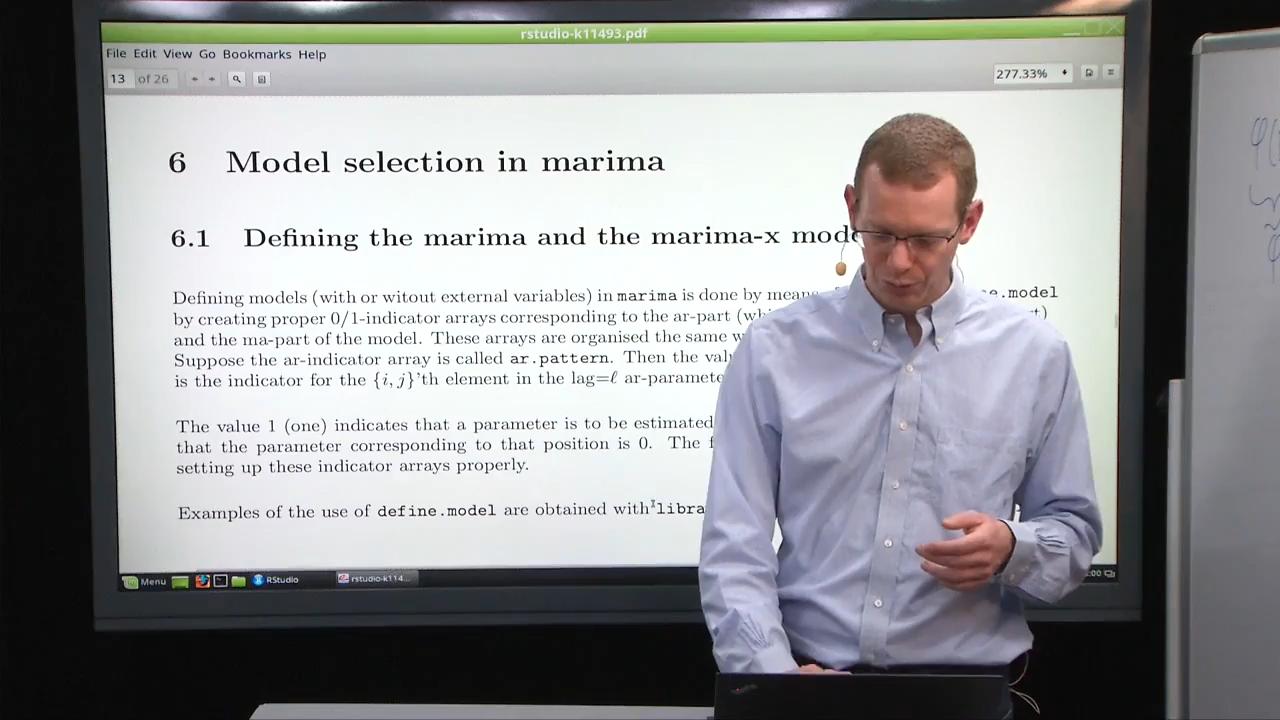 rstudio-k11493.pdf
File Edit View Go Bookmarks Help
13 of 26
277.33%
6 Model selection in marima
6.1 Defining the marima and the marima-x
Defining models (with or witout external variables) in marima is done by means .model
by creating proper 0/1-indicator arrays corresponding to the ar-part
and the ma-part of the model. These arrays are organised the same
Suppose the ar-indicator array is called ar.pattern. Then the
is the indicator for the {i, j}'th element in the lag=ℓ
The value 1 (one) indicates that a parameter is to be estimated
that the parameter corresponding to that position is 0. The
setting up these indicator arrays properly.
Examples of the use of define.model are obtained with
Menu RStudio rstudio-k114...